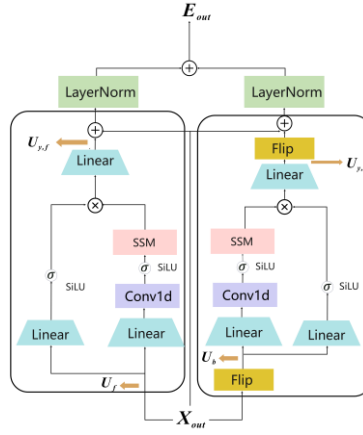 E_out
LayerNorm LayerNorm
U_y,f
Flip
Linear Linear
U_y,
SSM SSM
σ SiLU σ SiLU σ SiLU σ SiLU
Conv1d Conv1d
Linear Linear Linear Linear
U_b
U_f Flip
X_out